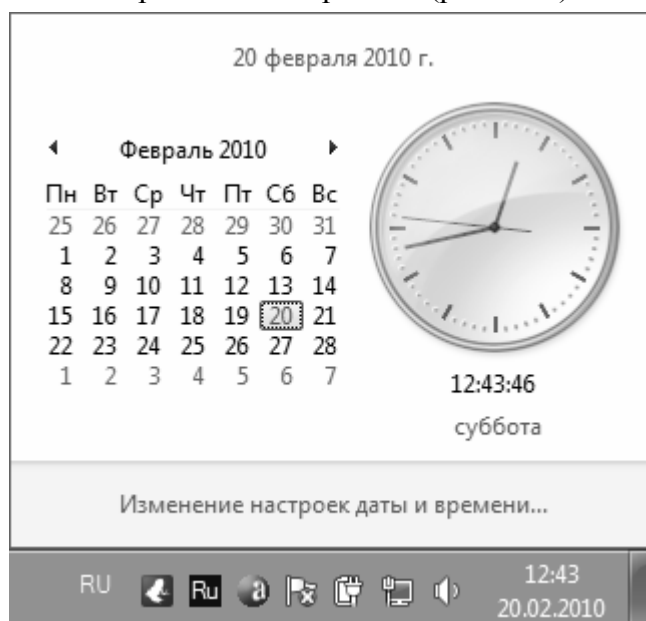 20 февраля 2010 г.
Февраль 2010
Пн Вт Ср Чт Пт Сб Вс
25 26 27 28 29 30 31
1 2 3 4 5 6 7
8 9 10 11 12 13 14
15 16 17 18 19 20 21
22 23 24 25 26 27 28
1 2 3 4 5 6 7
12:43:46
суббота
Изменение настроек даты и времени...
RU Ru a 12:43
20.02.2010